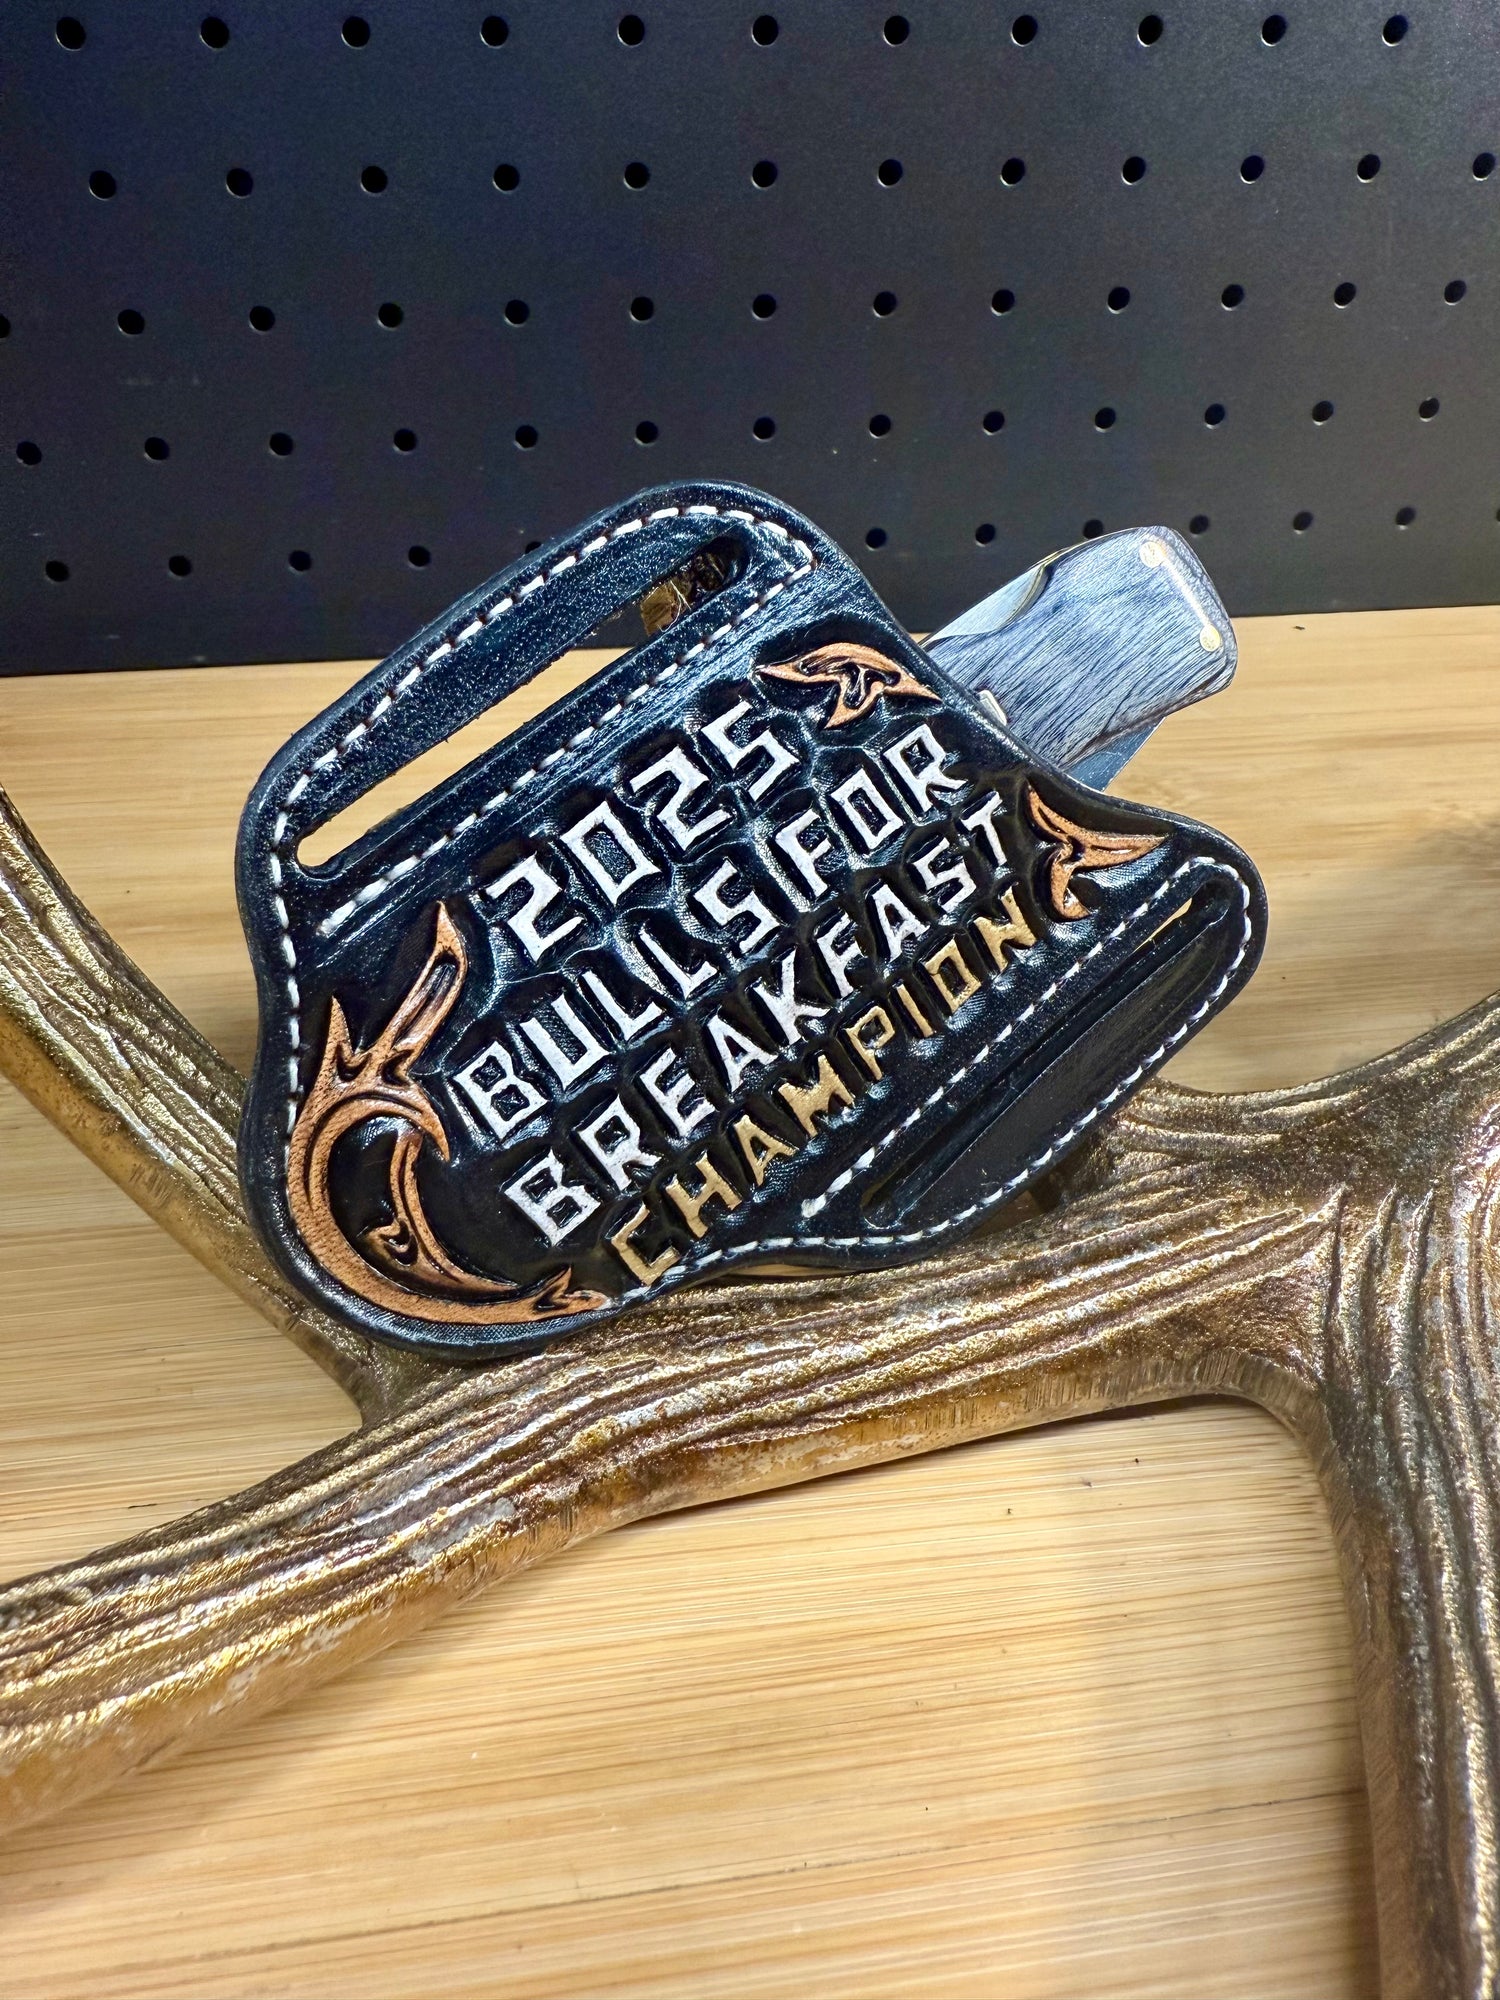 2025
BULLS FOR
BREAKFAST
CHAMPION